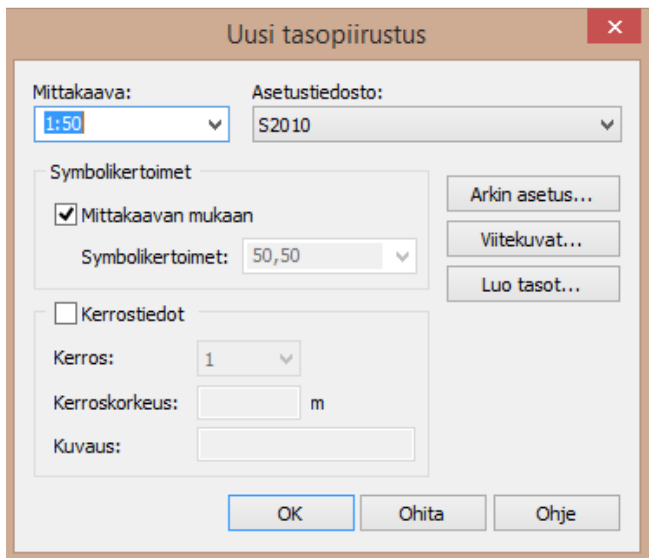 Uusi tasopiirustus
Mittakaava: Asetustiedosto:
1:50 S2010
Symbolikertoimet
Mittakaavan mukaan
Symbolikertoimet: 50,50
Arkin asetus...
Viitekuvat...
Luo tasot...
Kerrostiedot
Kerros: 1
Kerroskorkeus: m
Kuvaus:
OK Ohita Ohje